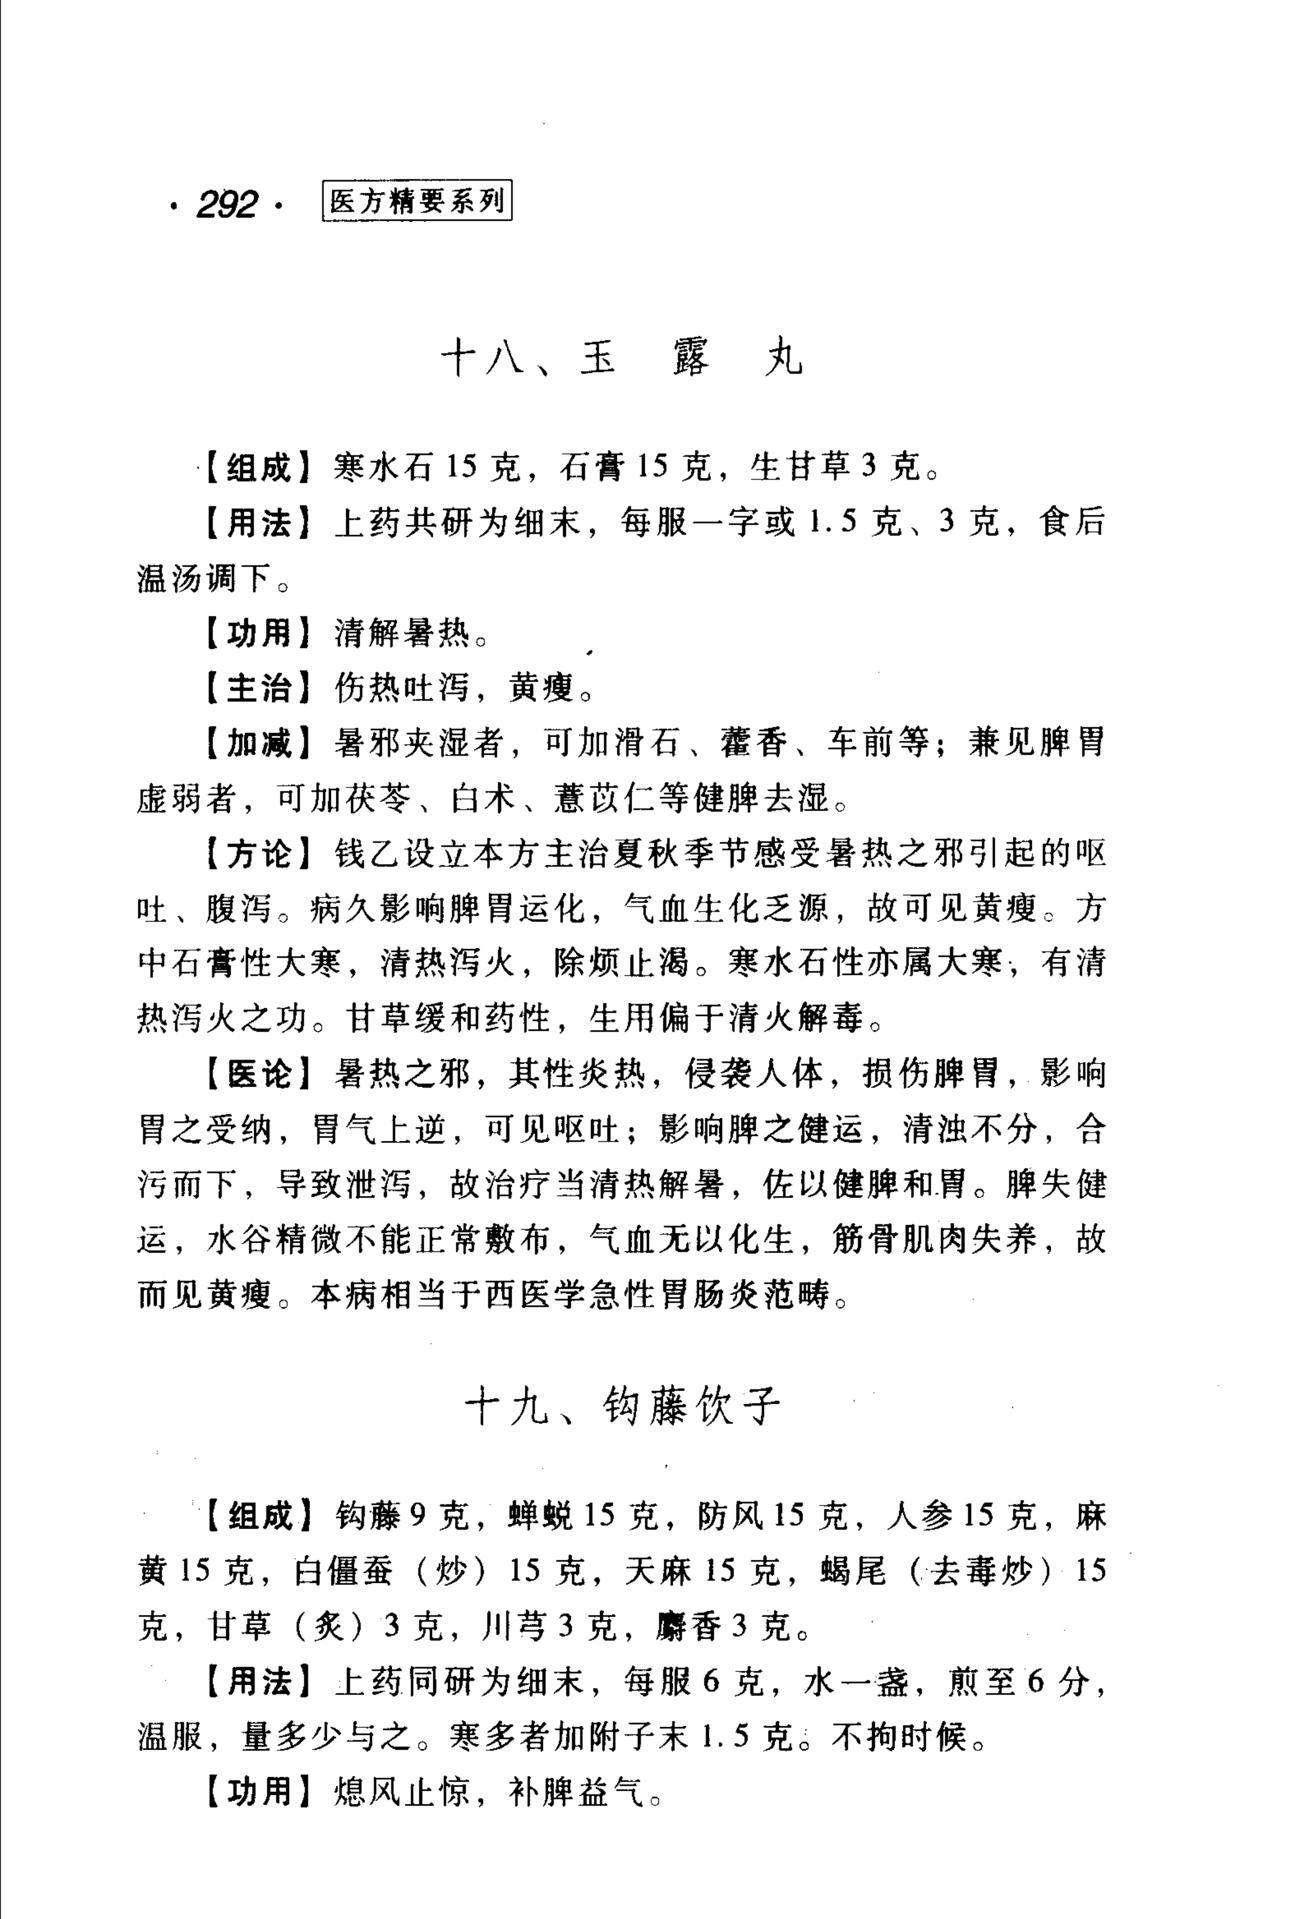 ·292· 医方精要系列
十八、玉 露 丸
【组成】寒水石15克，石膏15克，生甘草3克。
【用法】上药共研为细末，每服一字或1.5克、3克，食后
温汤调下。
【功用】清解暑热。
【主治】伤热吐泻，黄瘦。
【加减】暑邪夹湿者，可加滑石、藿香、车前等；兼见脾胃
虚弱者，可加茯苓、白术、薏苡仁等健脾去湿。
【方论】钱乙设立本方主治夏秋季节感受暑热之邪引起的呕
吐、腹泻。病久影响脾胃运化，气血生化乏源，故可见黄瘦。方
中石膏性大寒，清热泻火，除烦止渴。寒水石性亦属大寒，有清
热泻火之功。甘草缓和药性，生用偏于清火解毒。
【医论】暑热之邪，其性炎热，侵袭人体，损伤脾胃，影响
胃之受纳，胃气上逆，可见呕吐；影响脾之健运，清浊不分，合
污而下，导致泄泻，故治疗当清热解暑，佐以健脾和胃。脾失健
运，水谷精微不能正常敷布，气血无以化生，筋骨肌肉失养，故
而见黄瘦。本病相当于西医学急性胃肠炎范畴。
十九、钩藤饮子
【组成】钩藤9克，蝉蜕15克，防风15克，人参15克，麻
黄15克，白僵蚕（炒）15克，天麻15克，蝎尾（去毒炒）15
克，甘草（炙）3克，川芎3克，麝香3克。
【用法】上药同研为细末，每服6克，水一盏，煎至6分，
温服，量多少与之。寒多者加附子末1.5克。不拘时候。
【功用】熄风止惊，补脾益气。